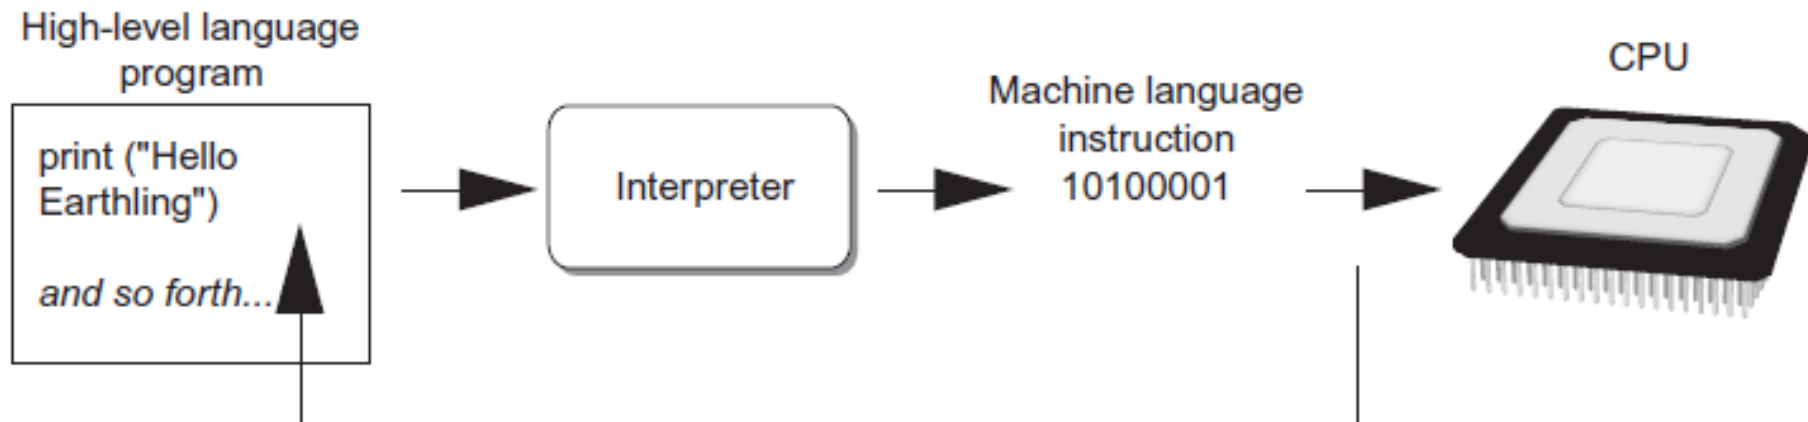 High-level language
program
print ("Hello
Earthling")
and so forth...
Interpreter
Machine language
instruction
10100001
CPU